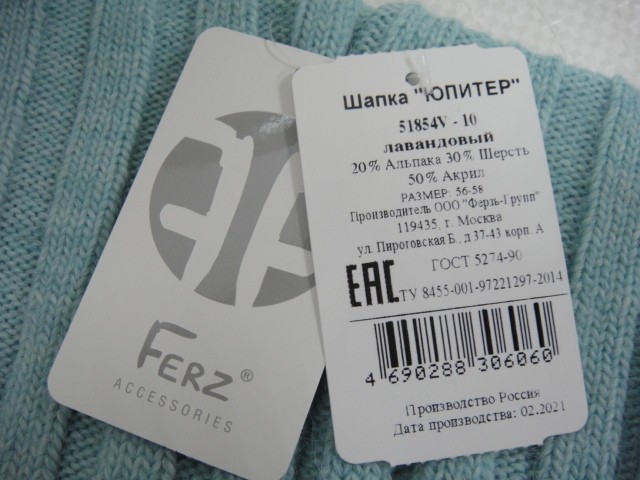 FERZ®
ACCESSORIES
Шапка "ЮПИТЕР"
51854V - 10
лавандовый
20% Альпака 30% Шерсть
50% Акрил
РАЗМЕР: 56-58
Производитель ООО "Ферзь-Групп"
119435, г. Москва
ул. Пироговская Б., д 37-43 корп. А
ГОСТ 5274-90
EAC ТУ 8455-001-97221297-2014
4 690288 306060
Производство Россия
Дата производства: 02.2021